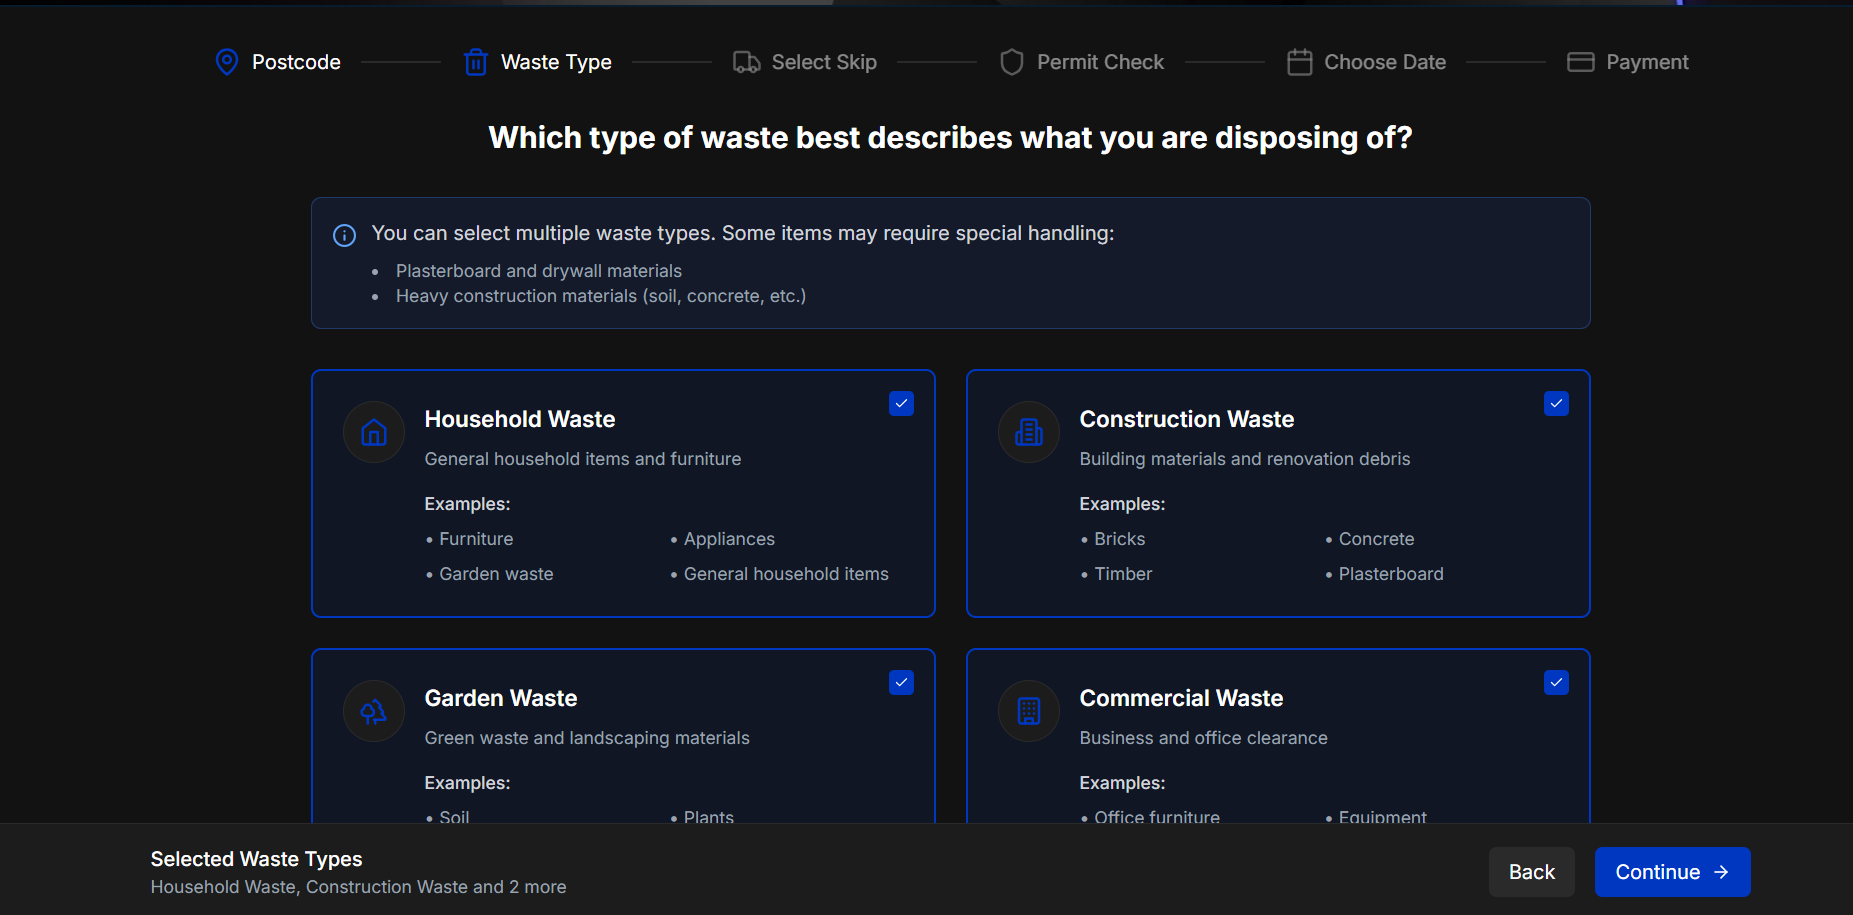 Postcode
Waste Type
Select Skip
Permit Check
Choose Date
Payment
Which type of waste best describes what you are disposing of?
You can select multiple waste types. Some items may require special handling:
• Plasterboard and drywall materials
• Heavy construction materials (soil, concrete, etc.)
Household Waste
General household items and furniture
Examples:
• Furniture
• Appliances
• Garden waste
• General household items
Construction Waste
Building materials and renovation debris
Examples:
• Bricks
• Concrete
• Timber
• Plasterboard
Garden Waste
Green waste and landscaping materials
Examples:
• Soil
• Plants
Commercial Waste
Business and office clearance
Examples:
• Office furniture
• Equipment
Selected Waste Types
Household Waste, Construction Waste and 2 more
Back
Continue →